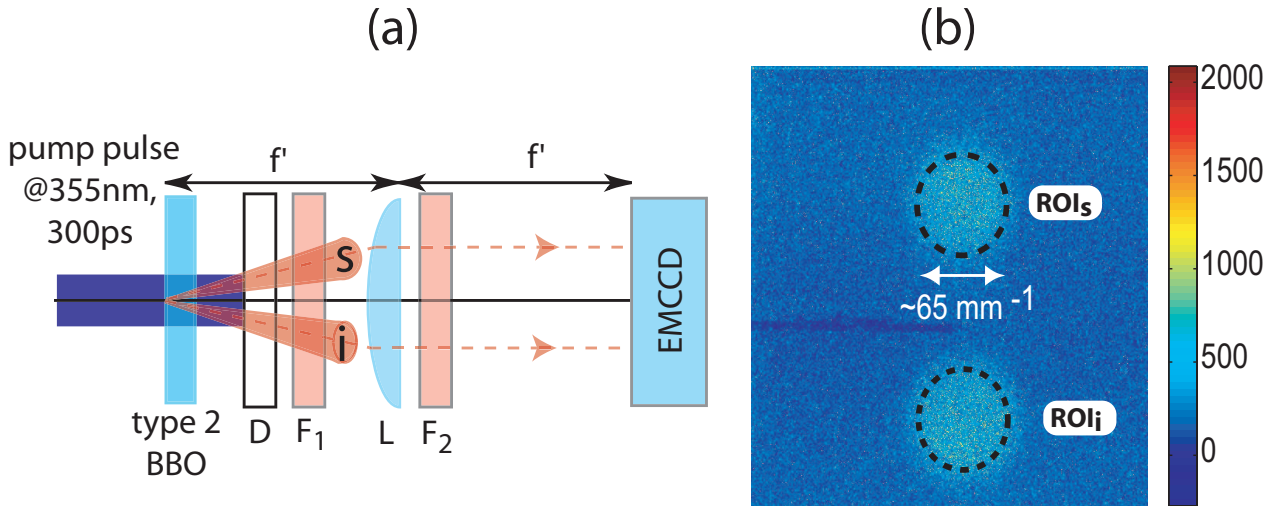 (a)
pump pulse
@355nm,
300ps
f'
f'
s
i
EMCCD
type 2
BBO
D
F1
L
F2
(b)
ROIs
~65 mm -1
ROIi
2000
1500
1000
500
0